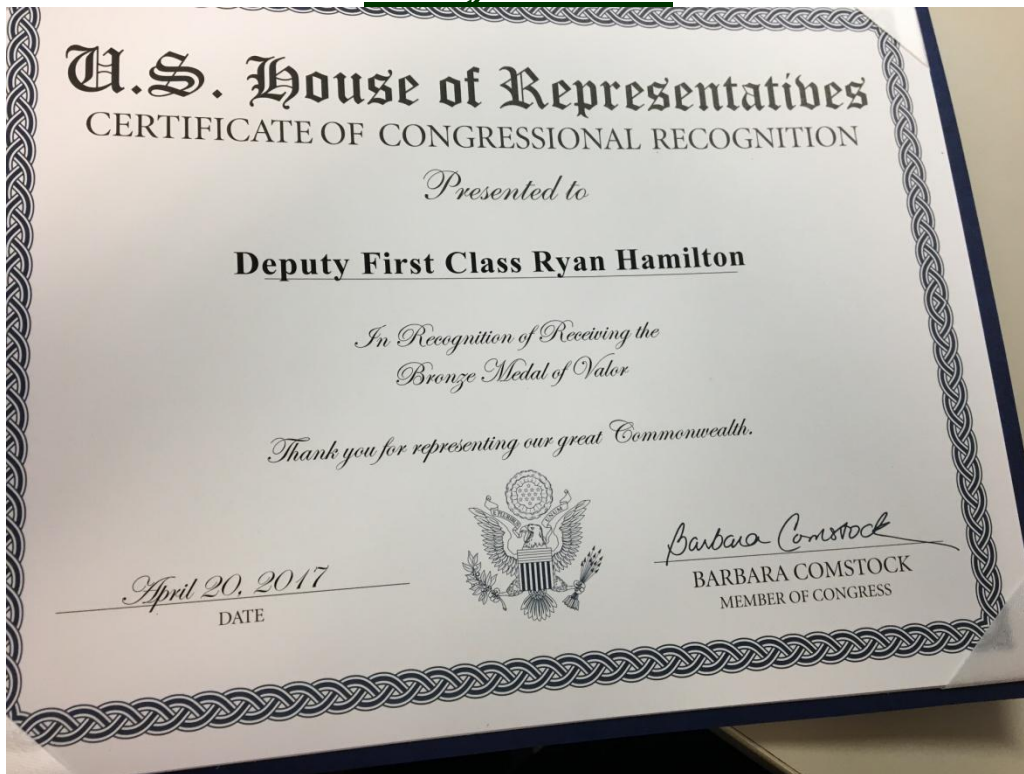 U.S. House of Representatives
CERTIFICATE OF CONGRESSIONAL RECOGNITION
Presented to
Deputy First Class Ryan Hamilton
In Recognition of Receiving the
Bronze Medal of Valor
Thank you for representing our great Commonwealth.
Barbara Comstock
April 20, 2017
DATE
BARBARA COMSTOCK
MEMBER OF CONGRESS